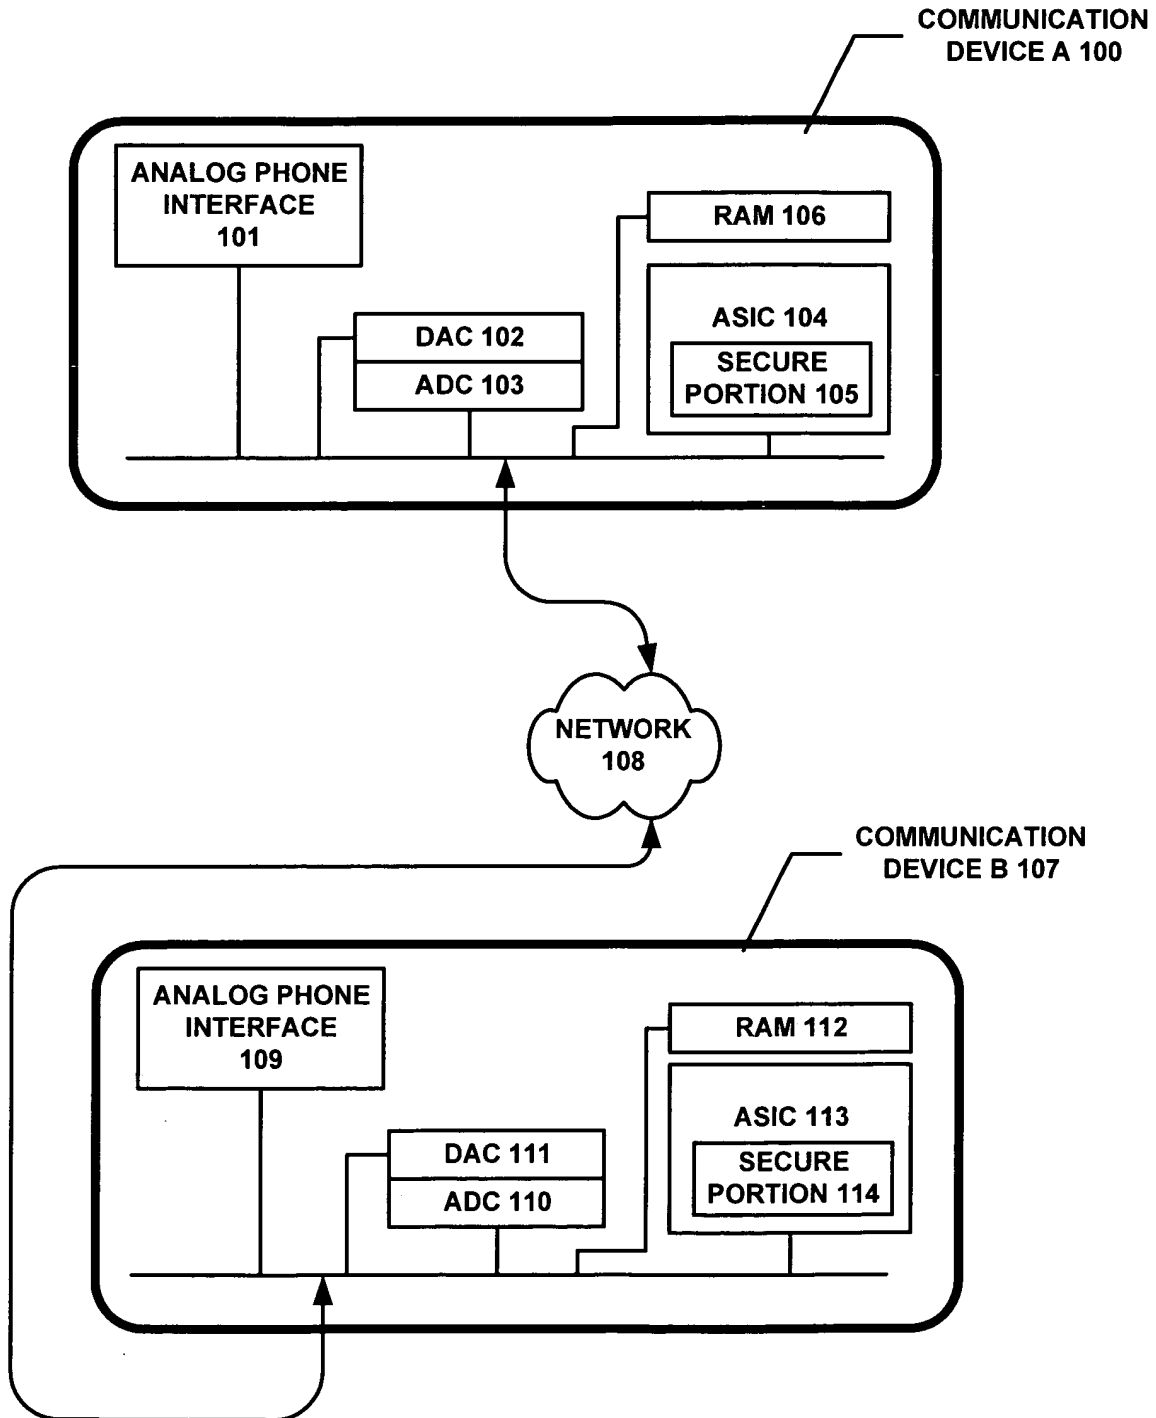 COMMUNICATION
DEVICE A 100
ANALOG PHONE
INTERFACE
101
RAM 106
ASIC 104
SECURE
PORTION 105
DAC 102
ADC 103
NETWORK
108
COMMUNICATION
DEVICE B 107
ANALOG PHONE
INTERFACE
109
RAM 112
ASIC 113
SECURE
PORTION 114
DAC 111
ADC 110